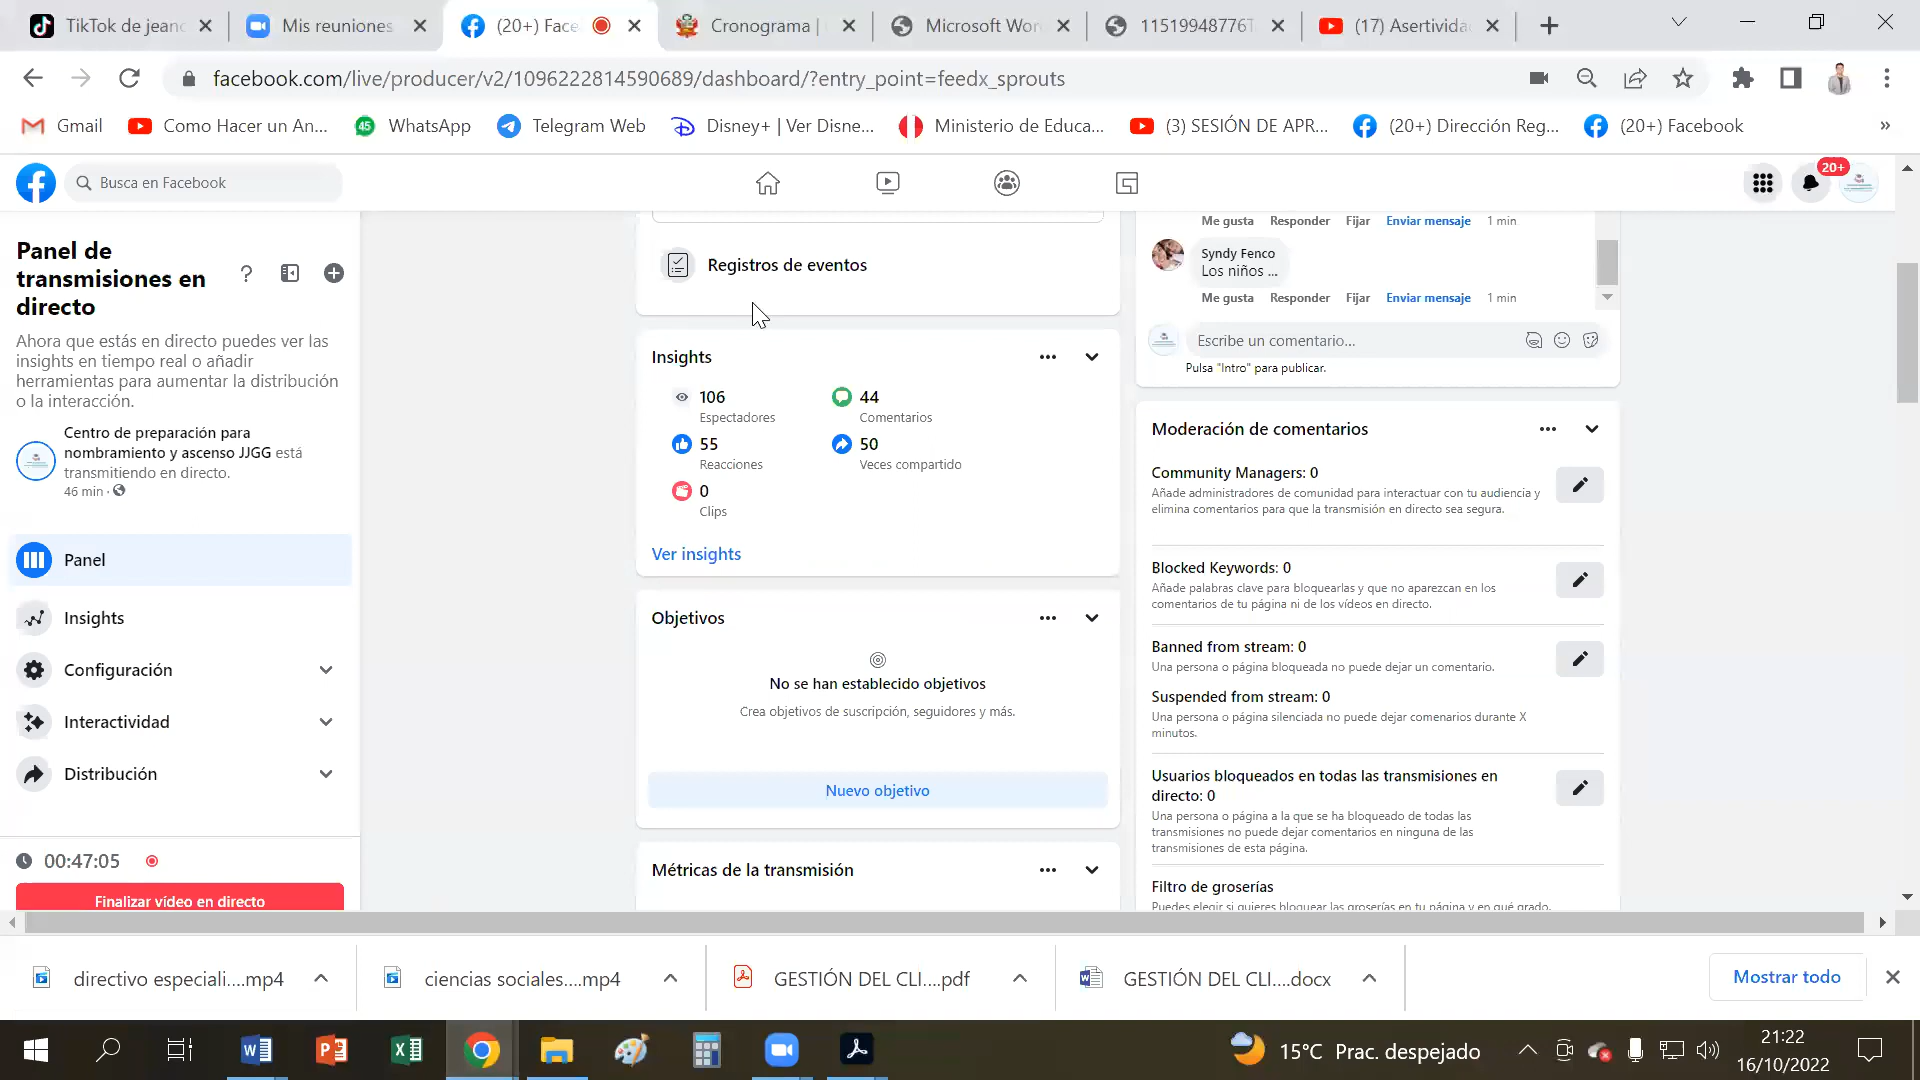 TikTok de jeanc
Mis reuniones
(20+) Face
Cronograma |
Microsoft Wor
11519948776T
(17) Asertivida
facebook.com/live/producer/v2/1096222814590689/dashboard/?entry_point=feedx_sprouts
Gmail
Como Hacer un An...
45
WhatsApp
Telegram Web
Disney+ | Ver Disne...
Ministerio de Educa...
(3) SESIÓN DE APR...
(20+) Dirección Reg...
(20+) Facebook
»
Busca en Facebook
20+
Panel de
transmisiones en
directo
Ahora que estás en directo puedes ver las
insights en tiempo real o añadir
herramientas para aumentar la distribución
o la interacción.
Centro de preparación para
nombramiento y ascenso JJGG está
transmitiendo en directo.
46 min ·
Panel
Insights
Configuración
Interactividad
Distribución
00:47:05
Finalizar vídeo en directo
Registros de eventos
Insights
106
Espectadores
44
Comentarios
55
Reacciones
50
Veces compartido
0
Clips
Ver insights
Objetivos
No se han establecido objetivos
Crea objetivos de suscripción, seguidores y más.
Nuevo objetivo
Métricas de la transmisión
Me gusta Responder Fijar Enviar mensaje 1 min
Syndy Fenco
Los niños ...
Me gusta Responder Fijar Enviar mensaje 1 min
Escribe un comentario...
Pulsa "Intro" para publicar.
Moderación de comentarios
Community Managers: 0
Añade administradores de comunidad para interactuar con tu audiencia y
elimina comentarios para que la transmisión en directo sea segura.
Blocked Keywords: 0
Añade palabras clave para bloquearlas y que no aparezcan en los
comentarios de tu página ni de los vídeos en directo.
Banned from stream: 0
Una persona o página bloqueada no puede dejar un comentario.
Suspended from stream: 0
Una persona o página silenciada no puede dejar comenarios durante X
minutos.
Usuarios bloqueados en todas las transmisiones en
directo: 0
Una persona o página a la que se ha bloqueado de todas las
transmisiones no puede dejar comentarios en ninguna de las
transmisiones de esta página.
Filtro de groserías
Puedes elegir si quieres bloquear las groserías en tu página y en qué grado.
directivo especiali....mp4
ciencias sociales....mp4
GESTIÓN DEL CLI....pdf
GESTIÓN DEL CLI....docx
Mostrar todo
15°C Prac. despejado
21:22
16/10/2022